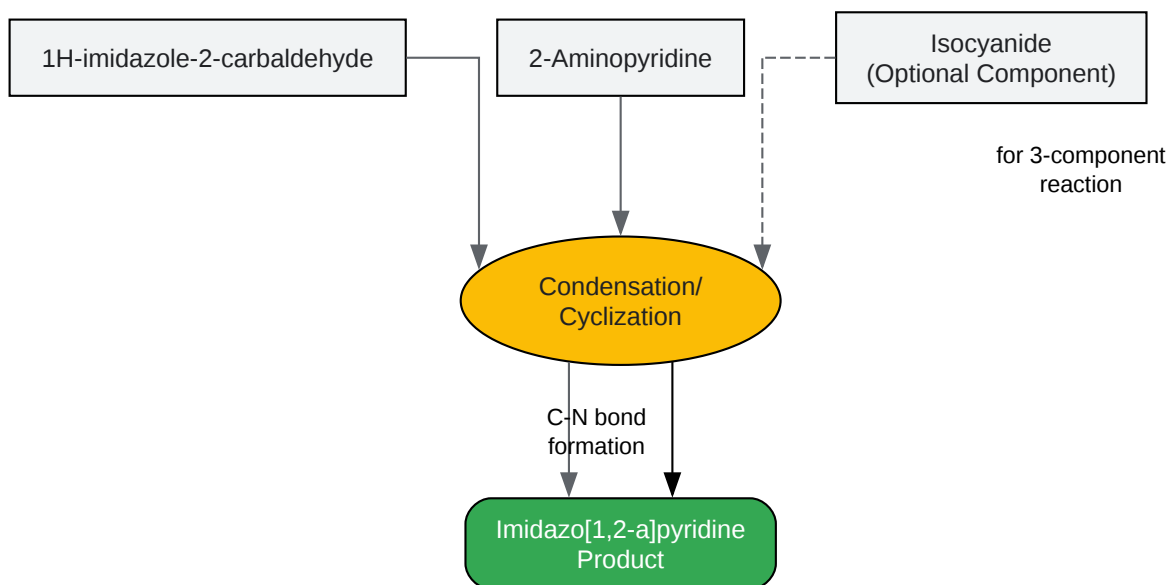 1H-imidazole-2-carbaldehyde
2-Aminopyridine
Isocyanide
(Optional Component)
for 3-component
reaction
Condensation/
Cyclization
C-N bond
formation
Imidazo[1,2-a]pyridine
Product